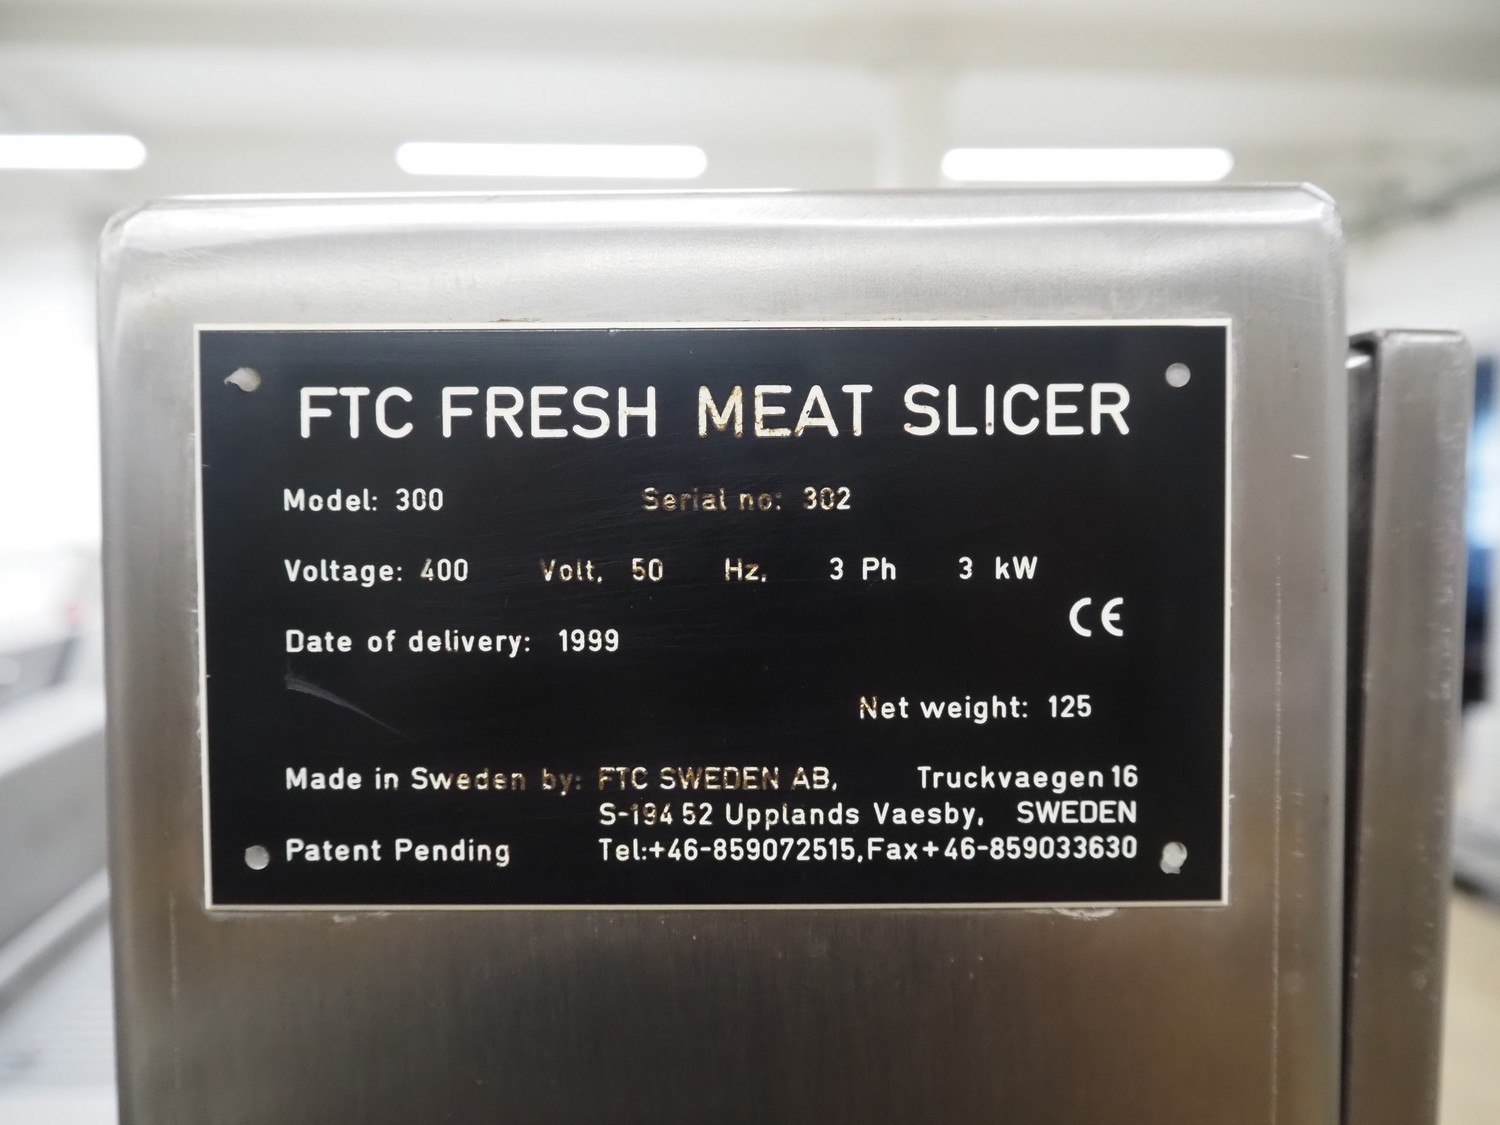 FTC FRESH MEAT SLICER
Model: 300 Serial no: 302
Voltage: 400 Volt. 50 Hz. 3 Ph 3 kW
CE
Date of delivery: 1999
Net weight: 125
Made in Sweden by: FTC SWEDEN AB, Truckvaegen 16
S-194 52 Upplands Vaesby, SWEDEN
Patent Pending Tel:+46-859072515,Fax+46-859033630